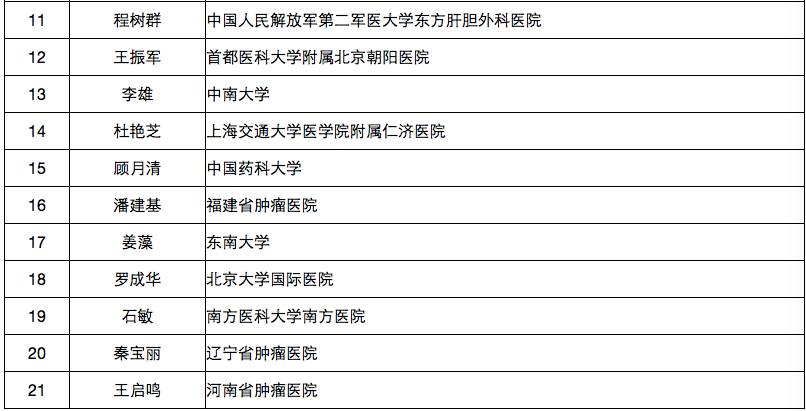 11 程树群 中国人民解放军第二军医大学东方肝胆外科医院
12 王振军 首都医科大学附属北京朝阳医院
13 李雄 中南大学
14 杜艳芝 上海交通大学医学院附属仁济医院
15 顾月清 中国药科大学
16 潘建基 福建省肿瘤医院
17 姜藻 东南大学
18 罗成华 北京大学国际医院
19 石敏 南方医科大学南方医院
20 秦宝丽 辽宁省肿瘤医院
21 王启鸣 河南省肿瘤医院